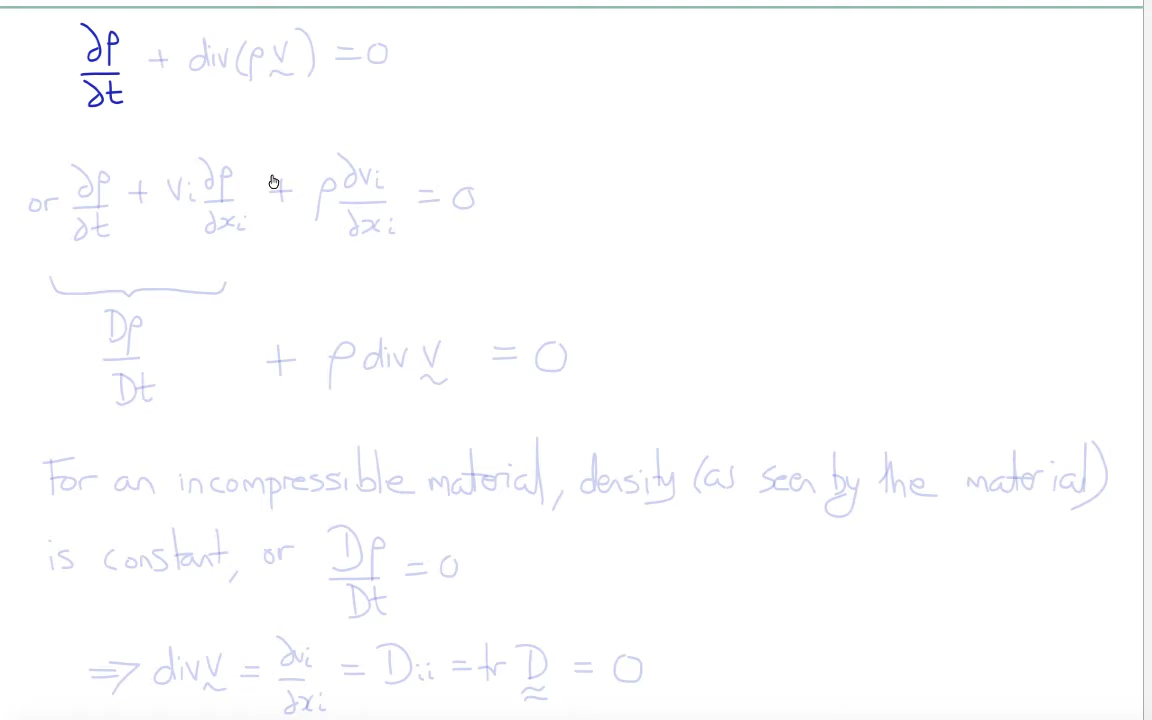 ∂ρ/∂t + div(ρ v̰) = 0
or ∂ρ/∂t + vᵢ ∂ρ/∂xᵢ + ρ ∂vᵢ/∂xᵢ = 0
Dρ/Dt + ρ div v̰ = 0
For an incompressible material, density (as seen by the material)
is constant, or Dρ/Dt = 0
⇒ div v̰ = ∂vᵢ/∂xᵢ = Dᵢᵢ = tr D̰̰ = 0